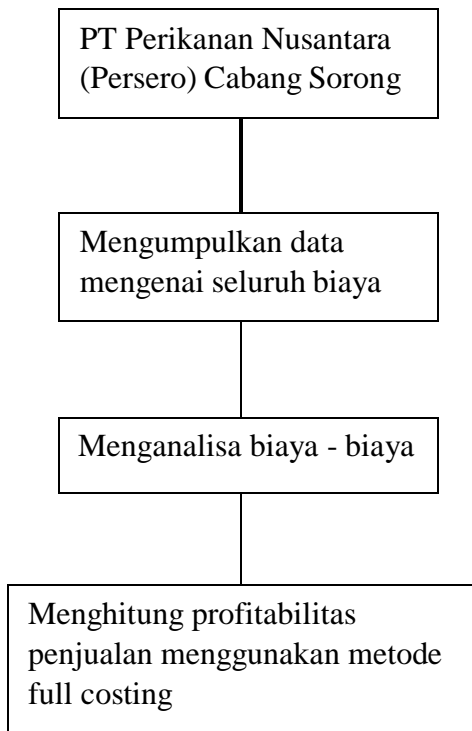 PT Perikanan Nusantara
(Persero) Cabang Sorong
Mengumpulkan data
mengenai seluruh biaya
Menganalisa biaya - biaya
Menghitung profitabilitas
penjualan menggunakan metode
full costing